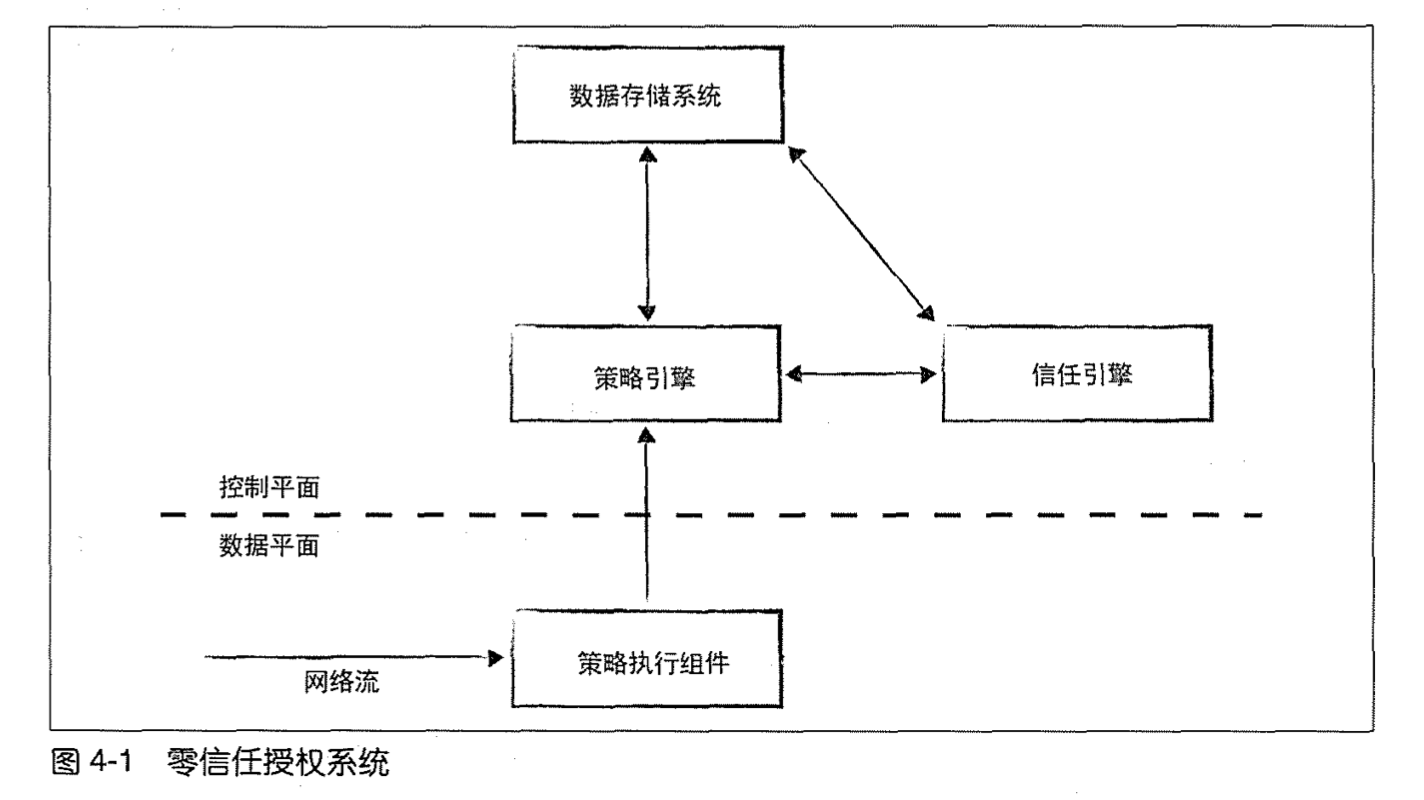 数据存储系统
策略引擎
信任引擎
控制平面
数据平面
策略执行组件
网络流
图 4-1 零信任授权系统